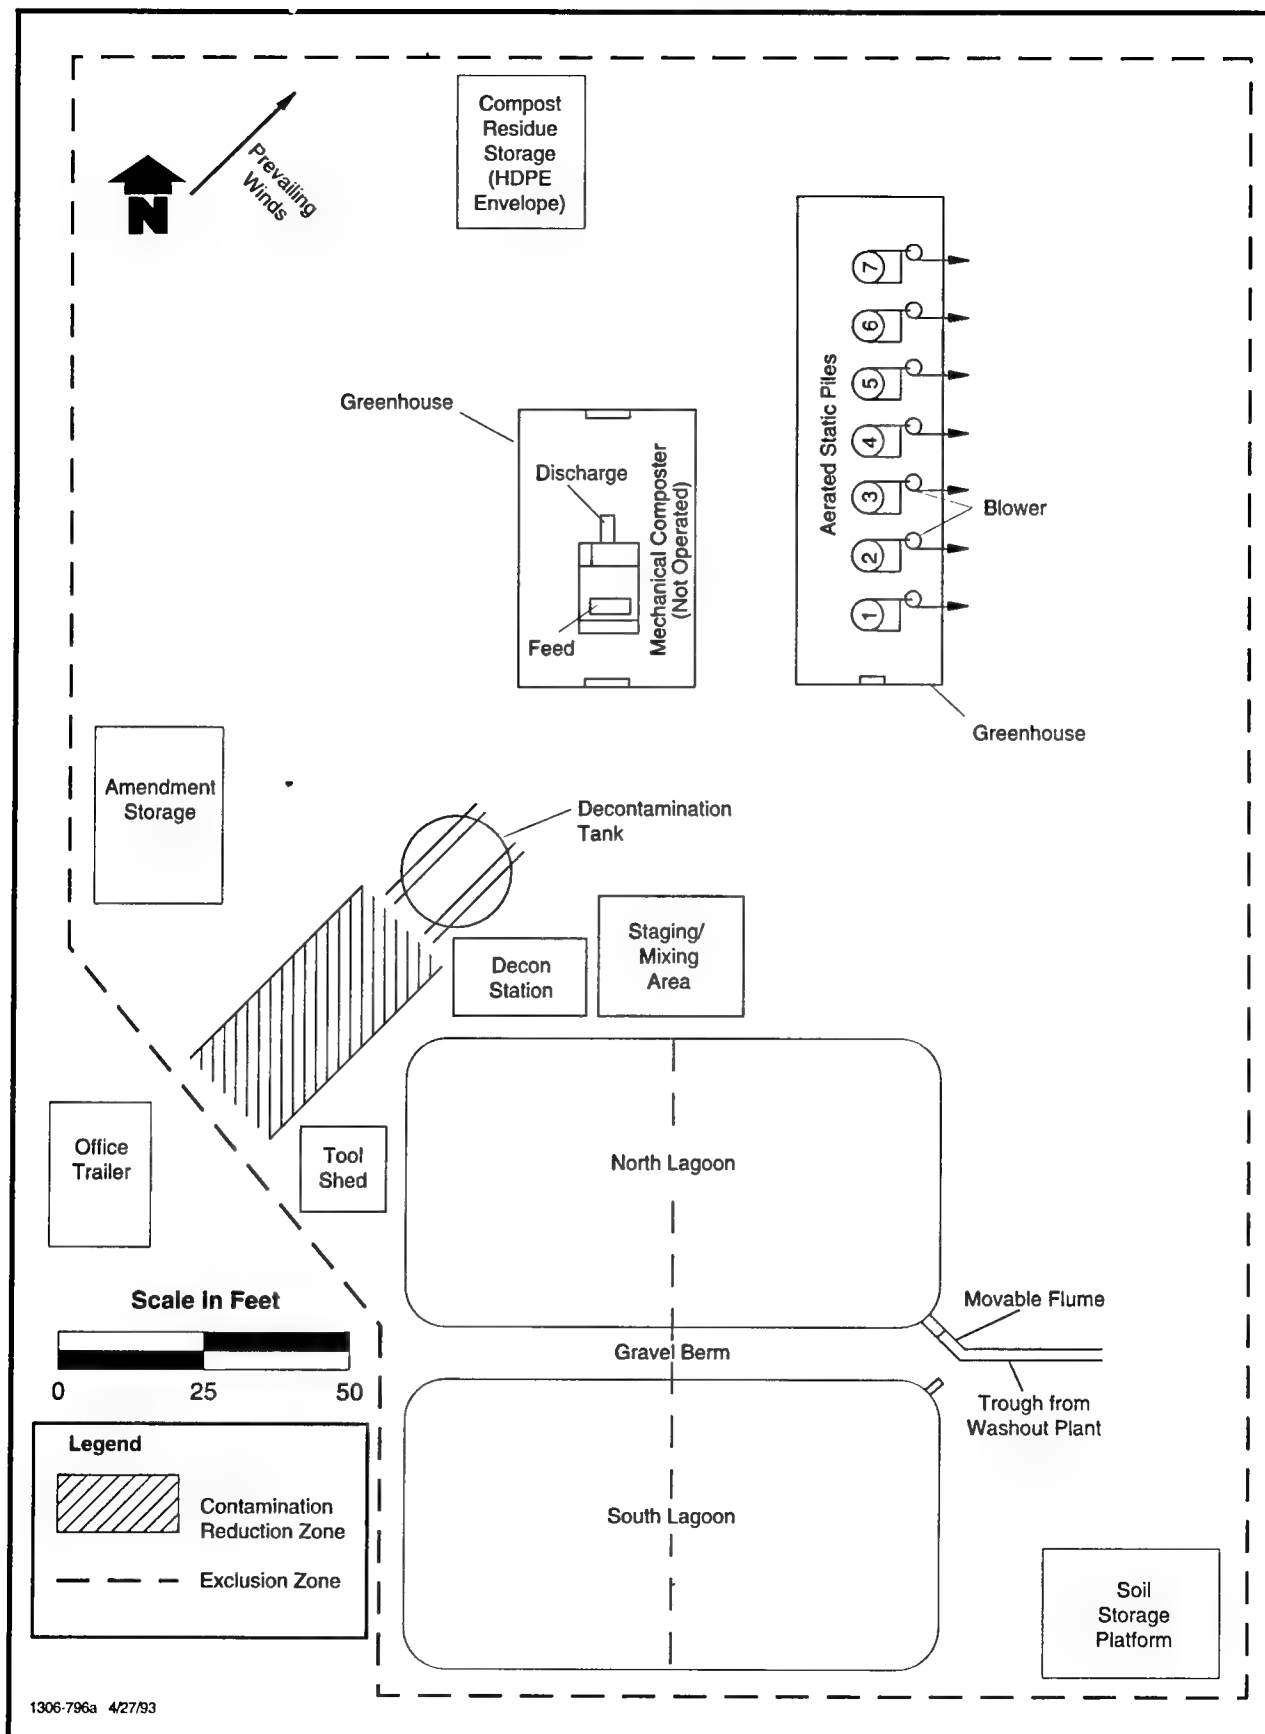 Compost
Residue
Storage
(HDPE
Envelope)
Prevailing
Winds
N
7
6
5
4
3
2
1
Aerated Static Piles
Blower
Greenhouse
Greenhouse
Discharge
Feed
Mechanical Composter
(Not Operated)
Amendment
Storage
Decontamination
Tank
Decon
Station
Staging/
Mixing
Area
Office
Trailer
Tool
Shed
North Lagoon
Movable Flume
Gravel Berm
Trough from
Washout Plant
South Lagoon
Soil
Storage
Platform
Scale in Feet
0 25 50
Legend
Contamination
Reduction Zone
Exclusion Zone
1306-796a 4/27/93